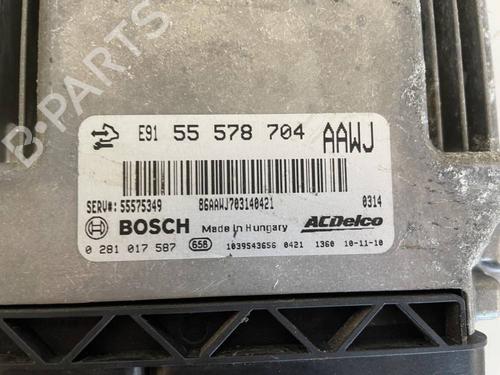 E91 55 578 704 AAWJ
SERV#: 55575349 86AAWJ703140421 0314
BOSCH Made in Hungary ACDelco
0 281 017 587 658 1039S43656 0421 1360 10-11-10
B-PARTS